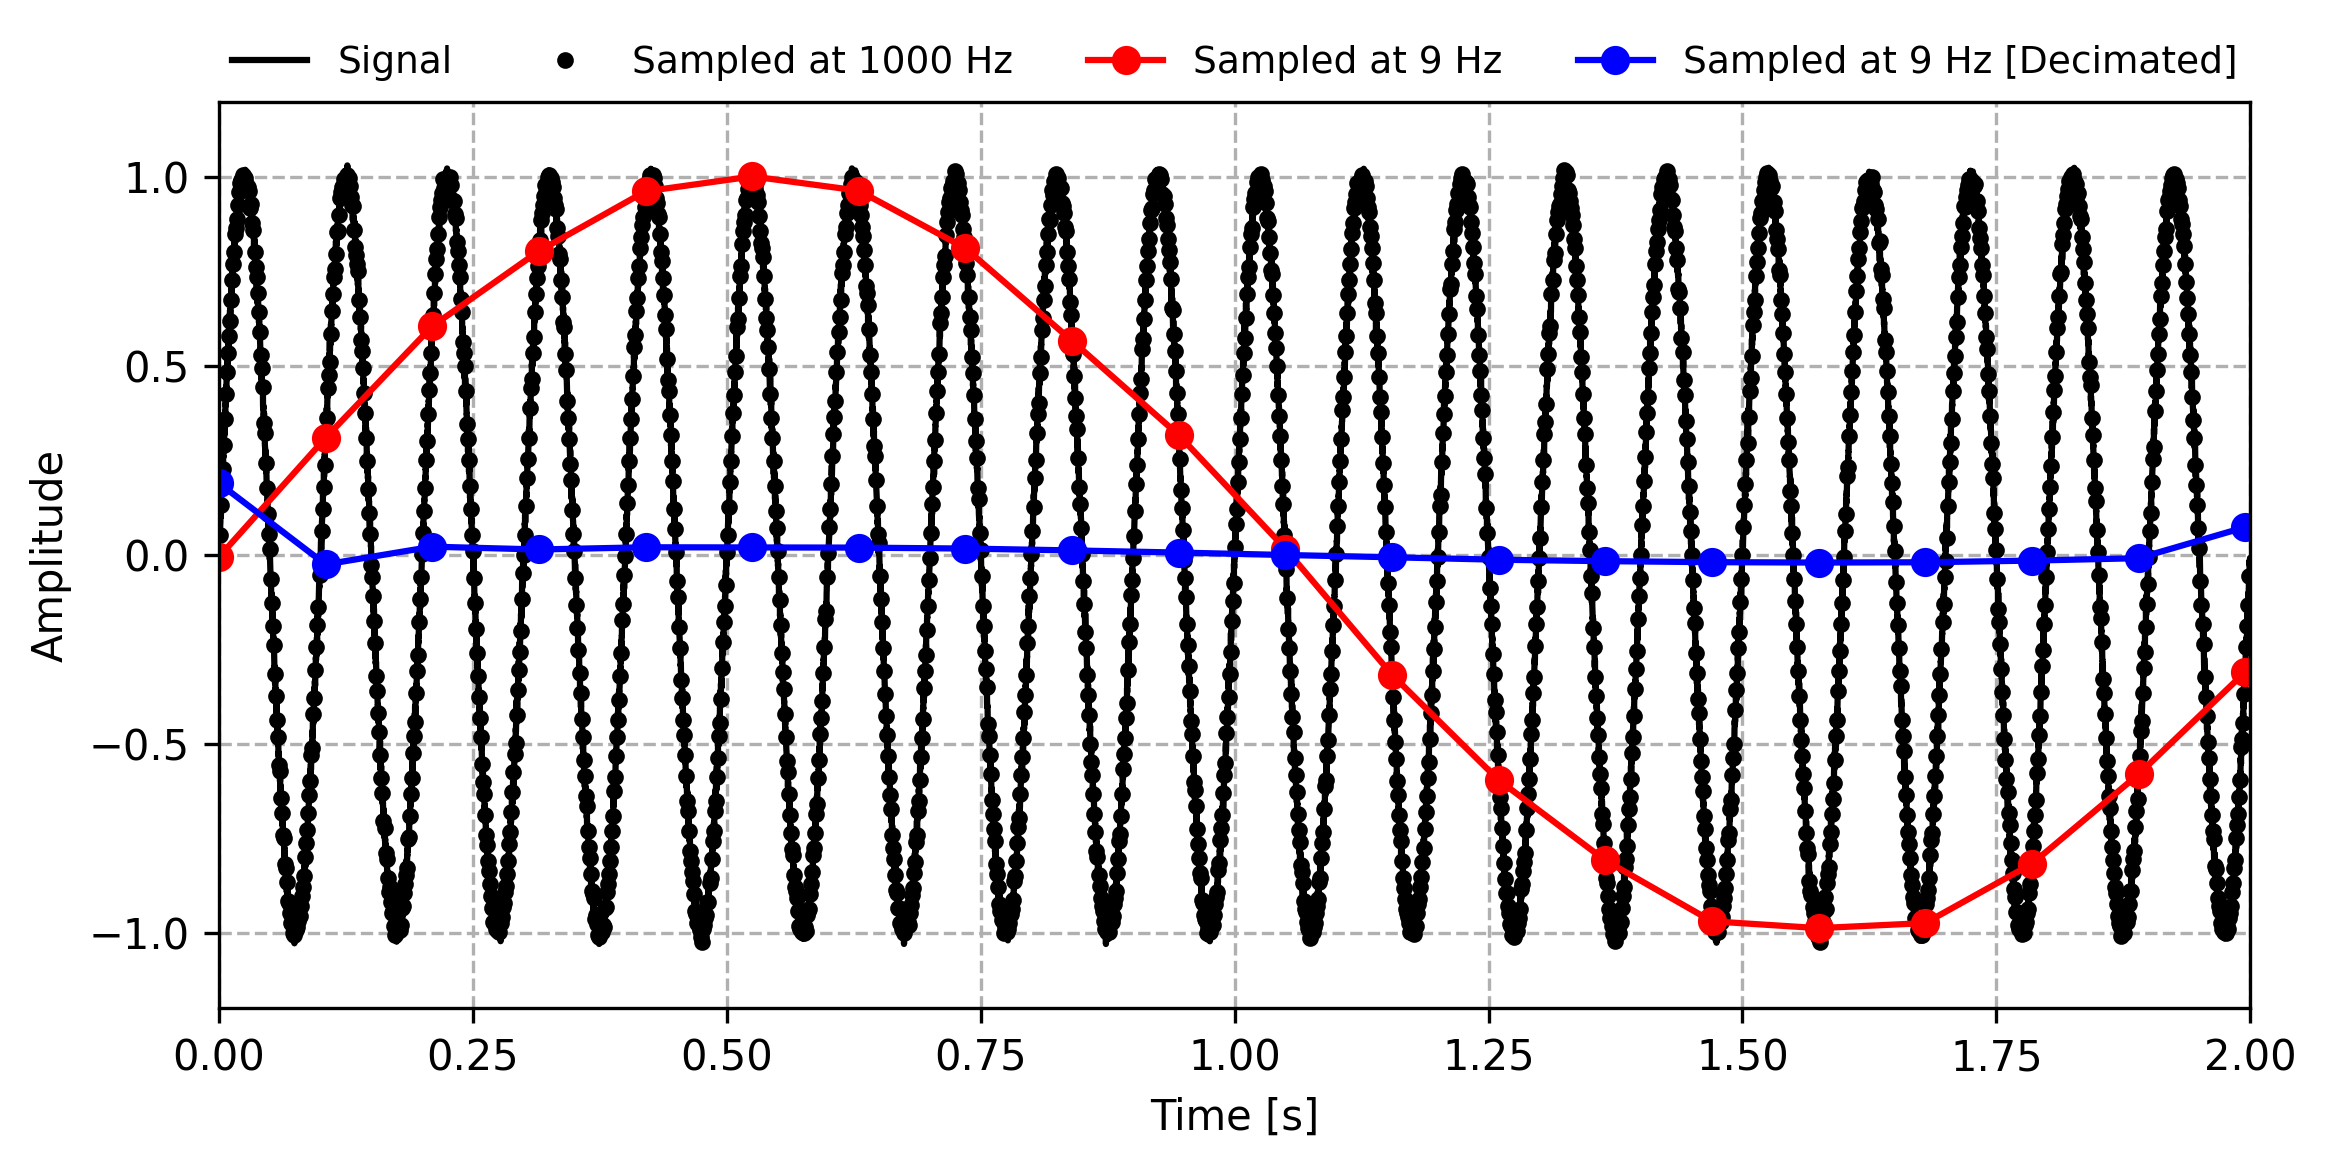 Signal Sampled at 1000 Hz Sampled at 9 Hz Sampled at 9 Hz [Decimated]
1.0
0.5
0.0
−0.5
−1.0
Amplitude
0.00 0.25 0.50 0.75 1.00 1.25 1.50 1.75 2.00
Time [s]